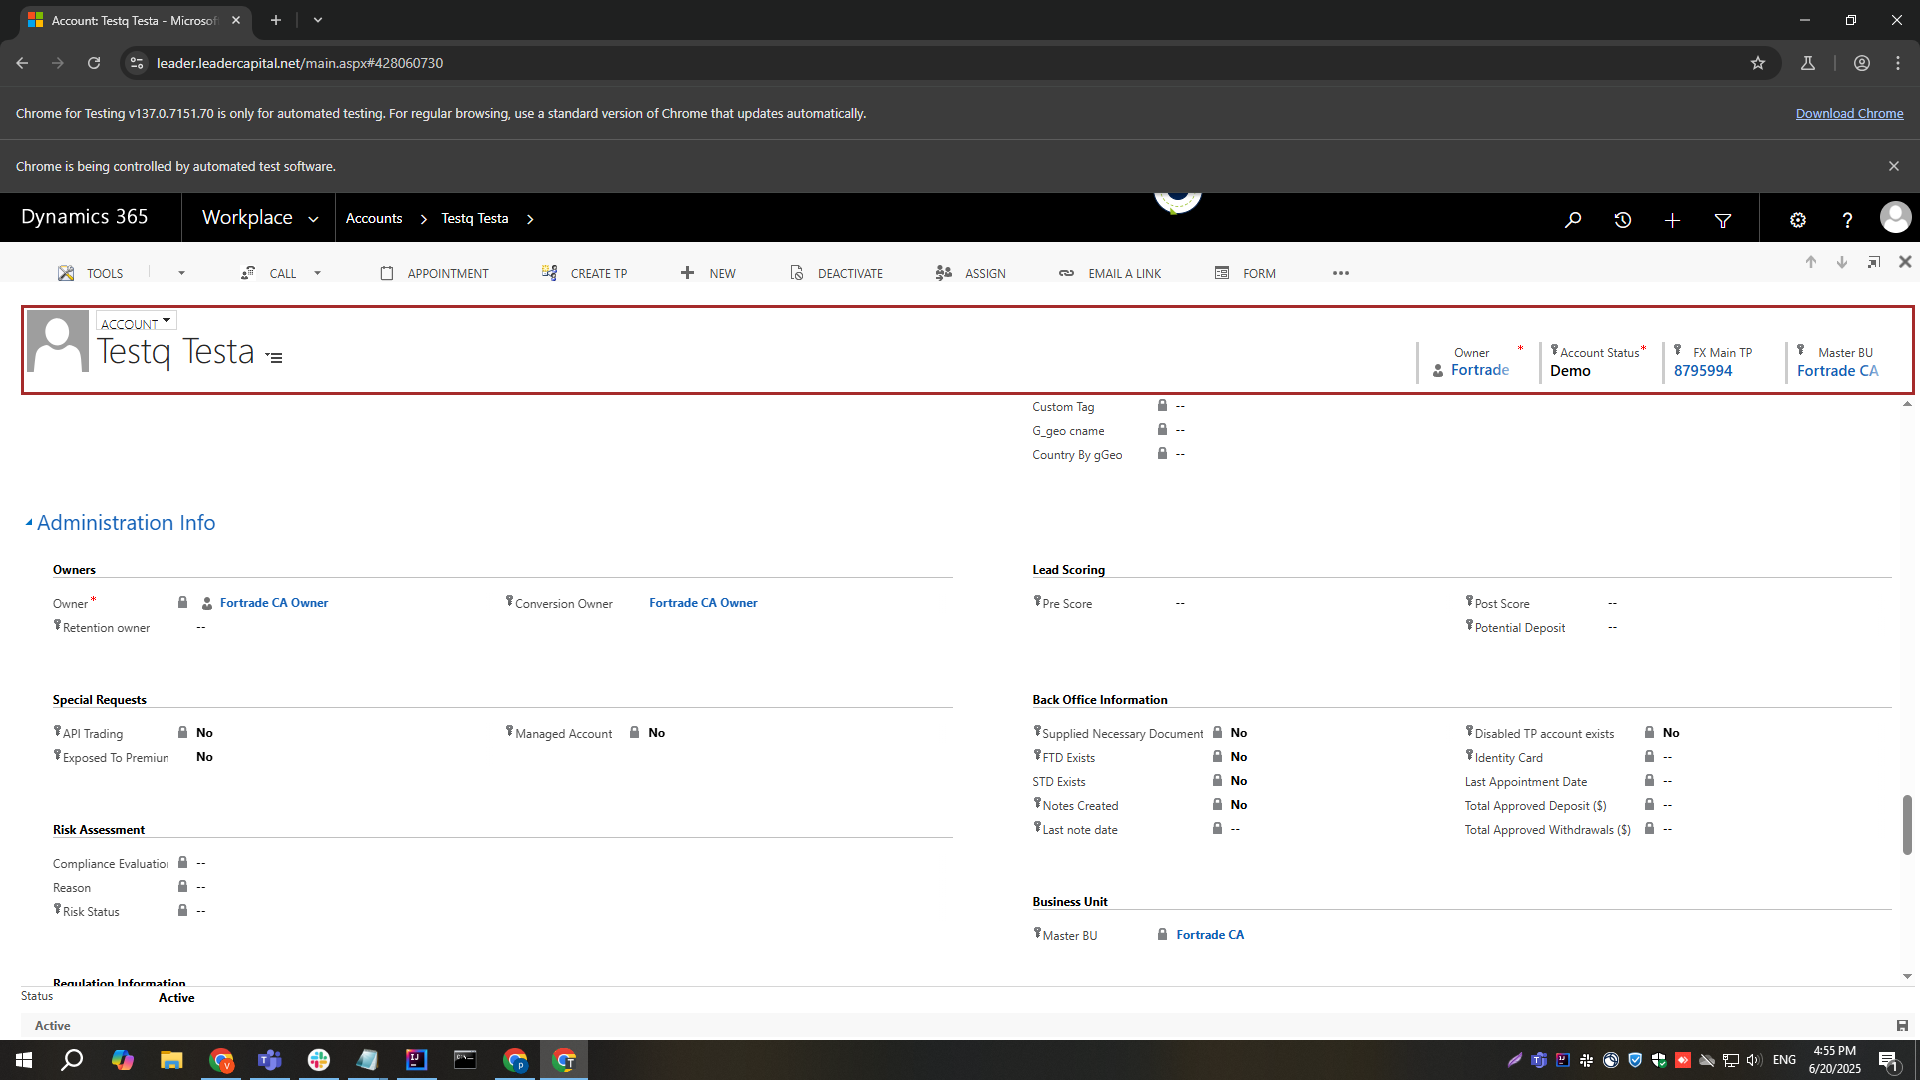 Account: Testq Testa - Microsof
leader.leadercapital.net/main.aspx#428060730
Chrome for Testing v137.0.7151.70 is only for automated testing. For regular browsing, use a standard version of Chrome that updates automatically.
Download Chrome
Chrome is being controlled by automated test software.
Dynamics 365
Workplace
Accounts
Testq Testa
TOOLS
CALL
APPOINTMENT
CREATE TP
NEW
DEACTIVATE
ASSIGN
EMAIL A LINK
FORM
ACCOUNT
Testq Testa
Owner *
Fortrade
Account Status *
Demo
FX Main TP
8795994
Master BU
Fortrade CA
Custom Tag --
G_geo cname --
Country By gGeo --
Administration Info
Owners
Owner * Fortrade CA Owner
Conversion Owner Fortrade CA Owner
Retention owner --
Lead Scoring
Pre Score --
Post Score --
Potential Deposit --
Special Requests
API Trading No
Managed Account No
Exposed To Premiun No
Back Office Information
Supplied Necessary Document No
Disabled TP account exists No
FTD Exists No
Identity Card --
STD Exists No
Last Appointment Date --
Notes Created No
Total Approved Deposit ($) --
Last note date --
Total Approved Withdrawals ($) --
Risk Assessment
Compliance Evaluatio --
Reason --
Risk Status --
Business Unit
Master BU Fortrade CA
Regulation Information
Status Active
Active
ENG
4:55 PM
6/20/2025
1